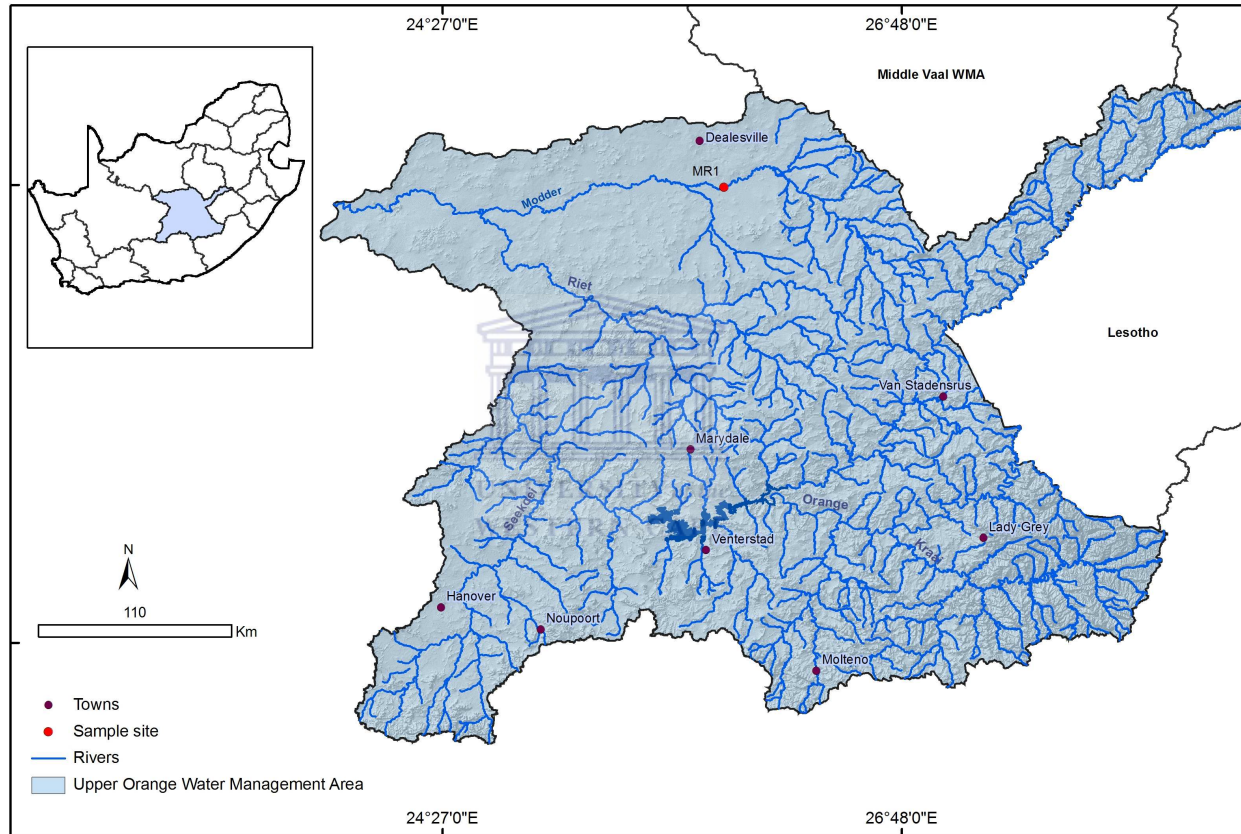 24°27'0"E
26°48'0"E
Middle Vaal WMA
Dealesville
MR1
Modder
Riet
Lesotho
Van Stadensrus
Marydale
UNIVERSITY
Seekoei
Orange
Venterstad
Kraai
Lady Grey
N
110
Km
Hanover
Noupoort
Molteno
Towns
Sample site
Rivers
Upper Orange Water Management Area
24°27'0"E
26°48'0"E